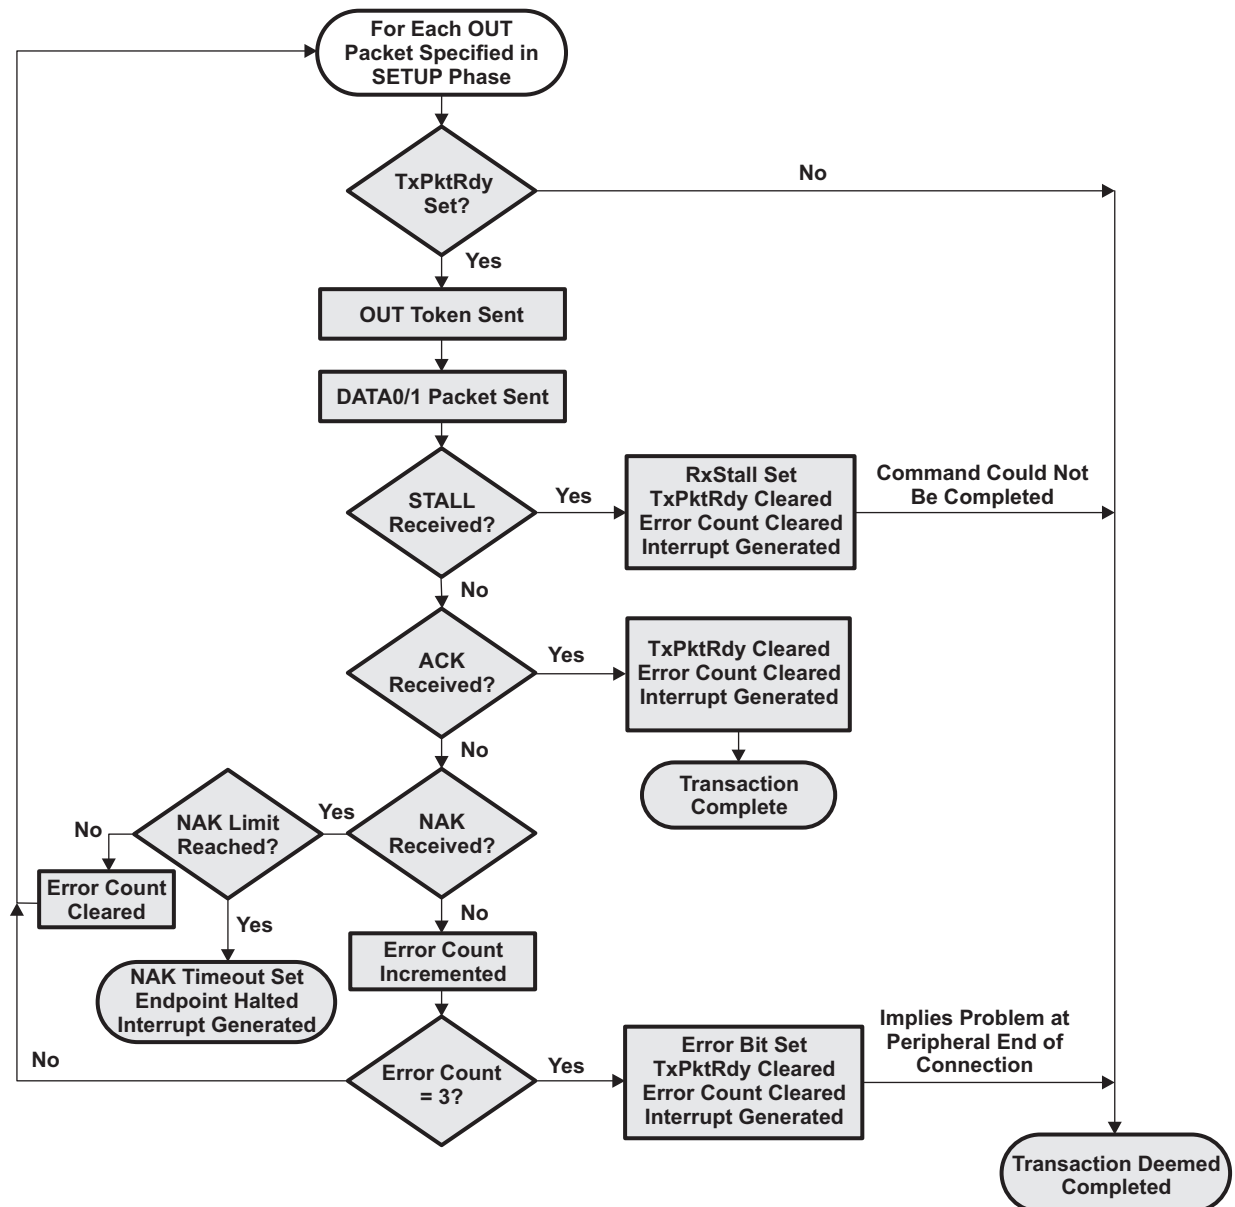 For Each OUT
Packet Specified in
SETUP Phase
TxPktRdy
Set?
No
Yes
OUT Token Sent
DATA0/1 Packet Sent
STALL
Received?
Yes
RxStall Set
TxPktRdy Cleared
Error Count Cleared
Interrupt Generated
Command Could Not
Be Completed
No
ACK
Received?
Yes
TxPktRdy Cleared
Error Count Cleared
Interrupt Generated
No
Transaction
Complete
NAK
Received?
Yes
NAK Limit
Reached?
No
Error Count
Cleared
Yes
NAK Timeout Set
Endpoint Halted
Interrupt Generated
No
Error Count
Incremented
Error Count
= 3?
No
Yes
Error Bit Set
TxPktRdy Cleared
Error Count Cleared
Interrupt Generated
Implies Problem at
Peripheral End of
Connection
Transaction Deemed
Completed